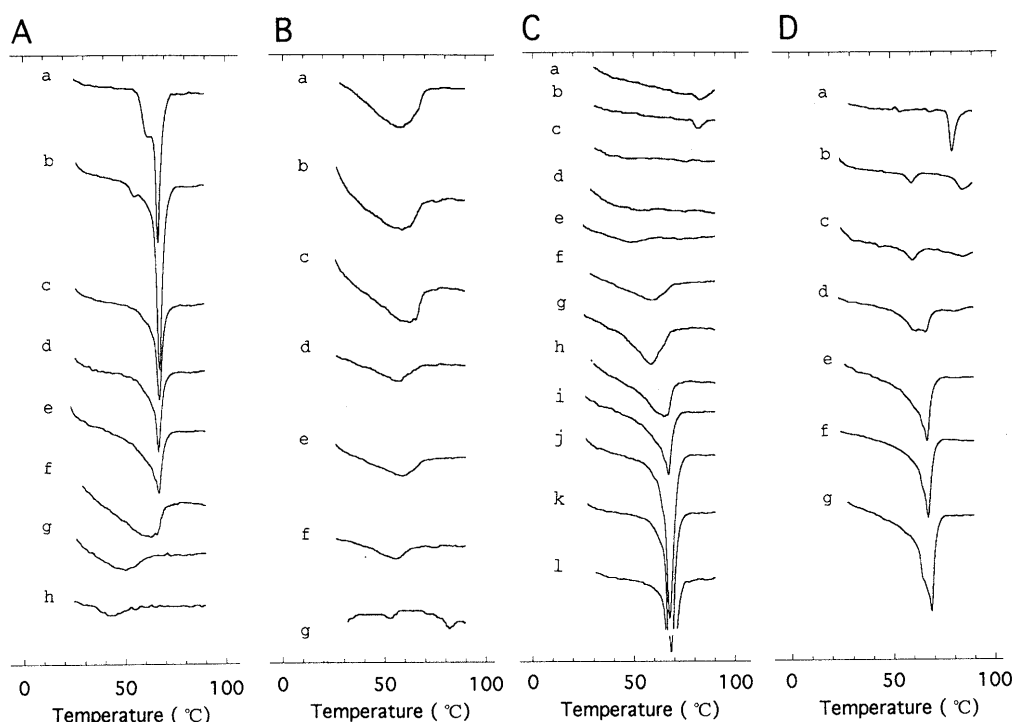 A B C D
a
b
c
d
e
f
g
h
0 50 100
Temperature ( ℃)
a
b
c
d
e
f
g
0 50 100
Temperature ( ℃)
a
b
c
d
e
f
g
h
i
j
k
l
0 50 100
Temperature ( ℃)
a
b
c
d
e
f
g
0 50 100
Temperature ( ℃)